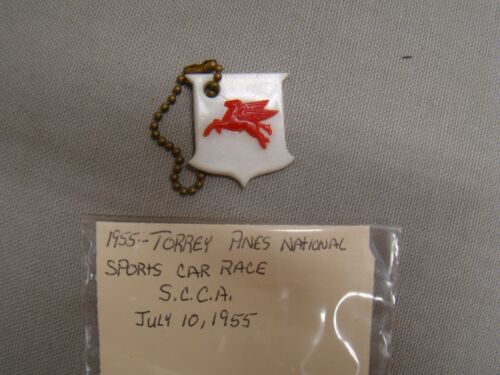 1955-- TORREY PINES NATIONAL
SPORTS CAR RACE
S.C.C.A.
JULY 10, 1955